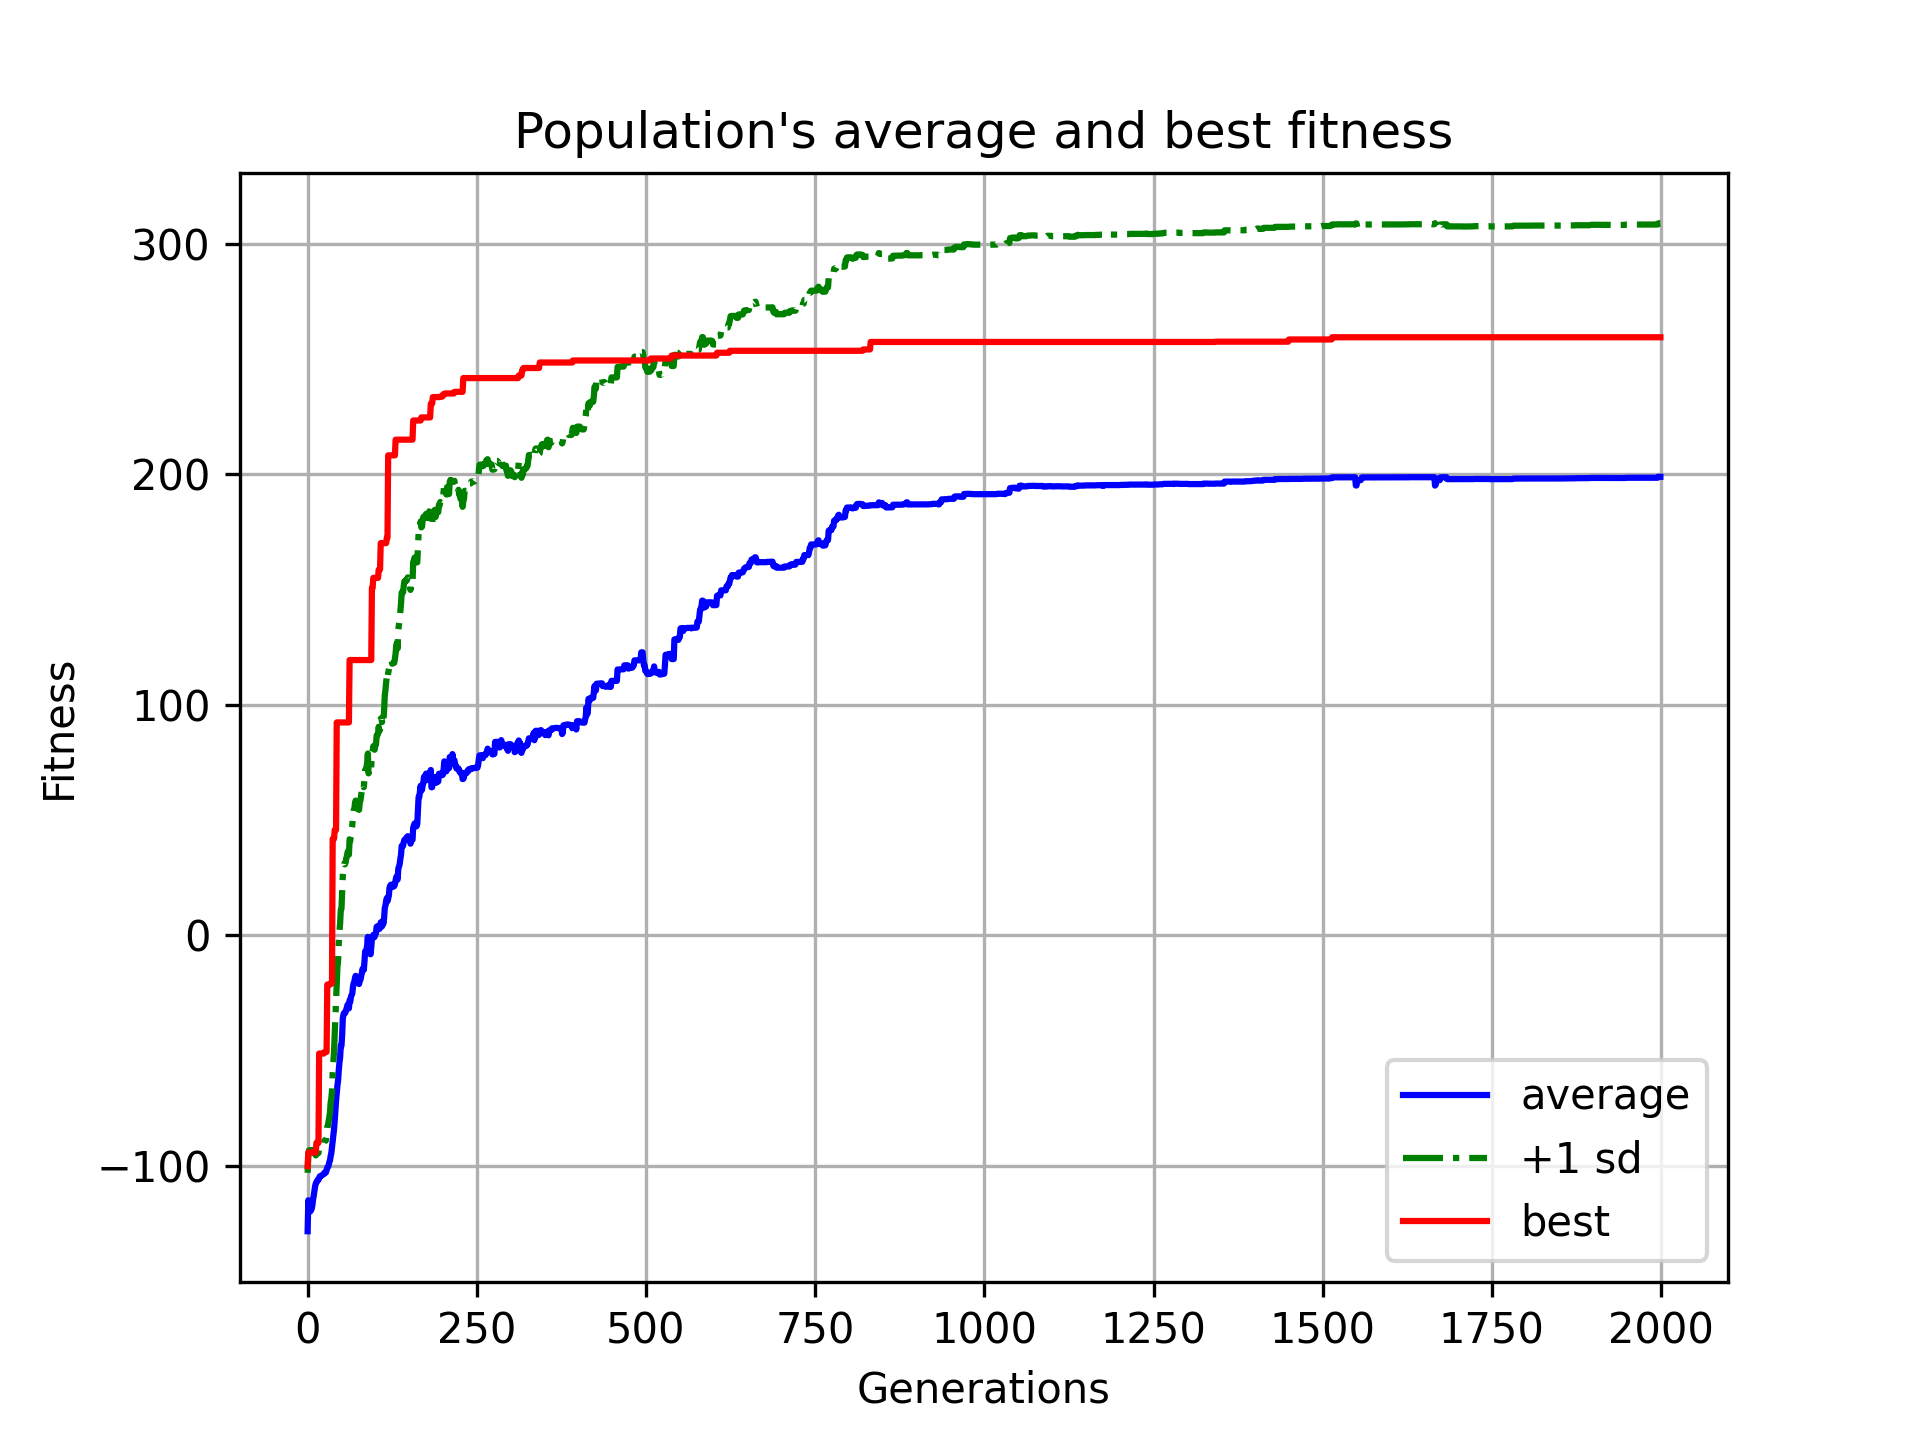 Population's average and best fitness
300
200
100
0
−100
Fitness
0 250 500 750 1000 1250 1500 1750 2000
Generations
average
+1 sd
best